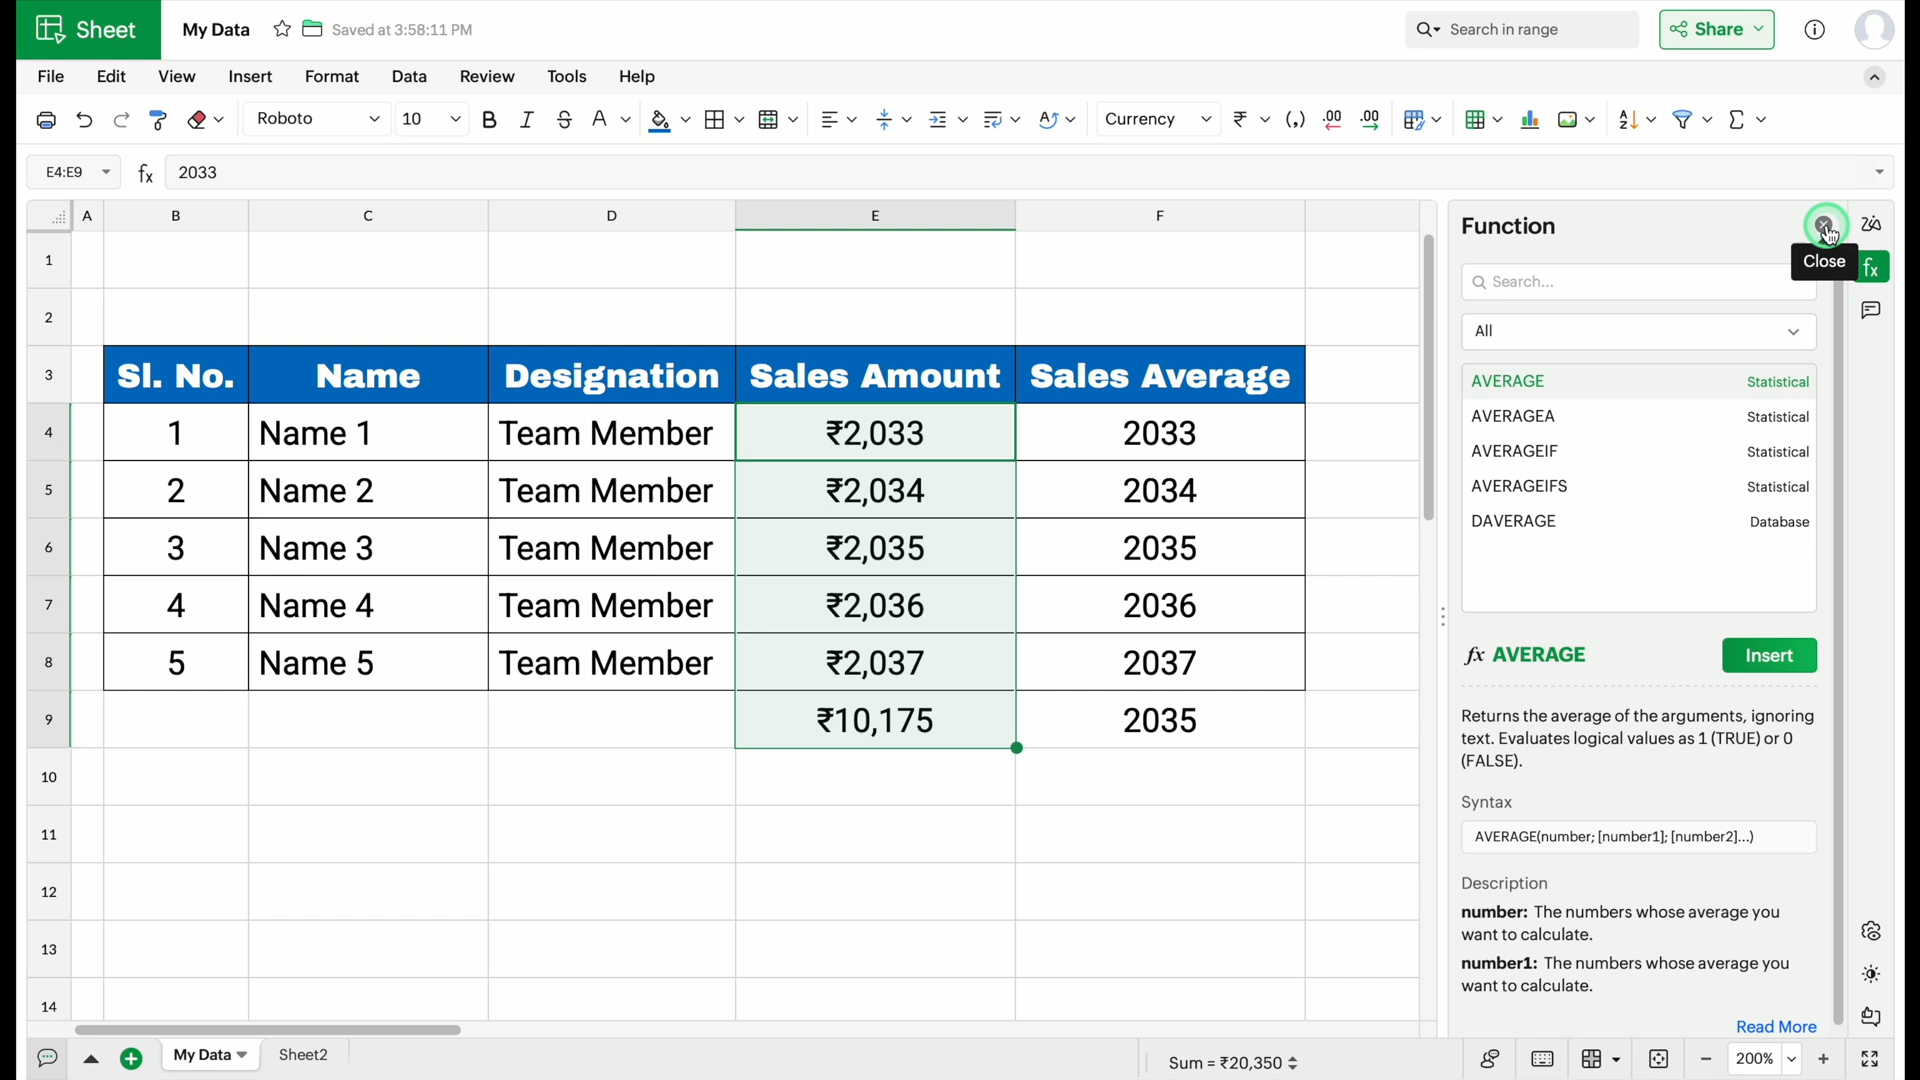 Sheet
My Data
Saved at 3:58:11 PM
Search in range
Share
File Edit View Insert Format Data Review Tools Help
Roboto 10 Currency
E4:E9 fx 2033
A B C D E F
1
2
3 Sl. No. Name Designation Sales Amount Sales Average
4 1 Name 1 Team Member ₹2,033 2033
5 2 Name 2 Team Member ₹2,034 2034
6 3 Name 3 Team Member ₹2,035 2035
7 4 Name 4 Team Member ₹2,036 2036
8 5 Name 5 Team Member ₹2,037 2037
9 ₹10,175 2035
10
11
12
13
14
Function
Close
Search...
All
AVERAGE Statistical
AVERAGEA Statistical
AVERAGEIF Statistical
AVERAGEIFS Statistical
DAVERAGE Database
fx AVERAGE Insert
Returns the average of the arguments, ignoring
text. Evaluates logical values as 1 (TRUE) or 0
(FALSE).
Syntax
AVERAGE(number; [number1]; [number2]...)
Description
number: The numbers whose average you
want to calculate.
number1: The numbers whose average you
want to calculate.
Read More
My Data Sheet2 Sum = ₹20,350 200%